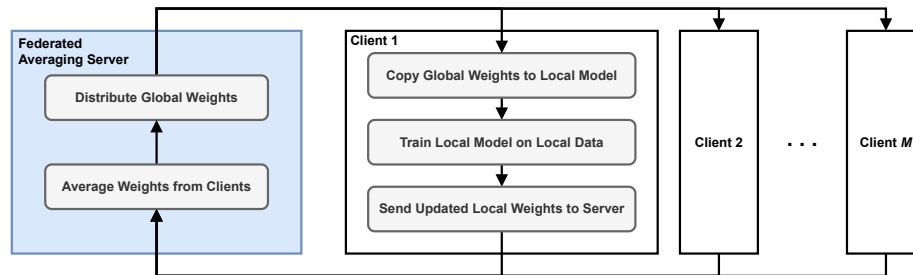 Federated
Averaging Server
Distribute Global Weights
Average Weights from Clients
Client 1
Copy Global Weights to Local Model
Train Local Model on Local Data
Send Updated Local Weights to Server
Client 2
. . .
Client M